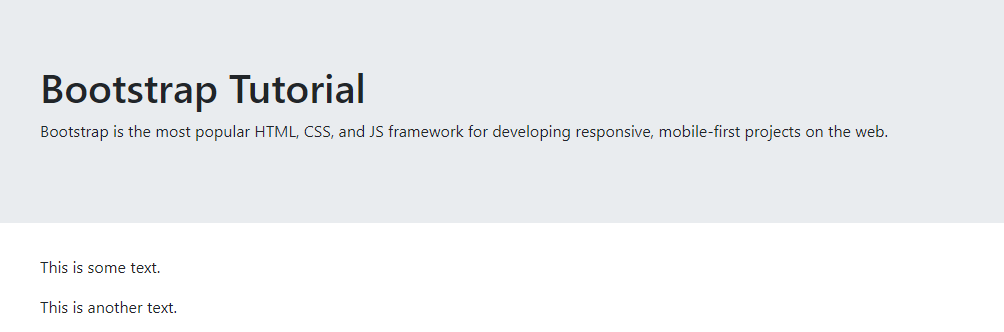 Bootstrap Tutorial
Bootstrap is the most popular HTML, CSS, and JS framework for developing responsive, mobile-first projects on the web.
This is some text.
This is another text.